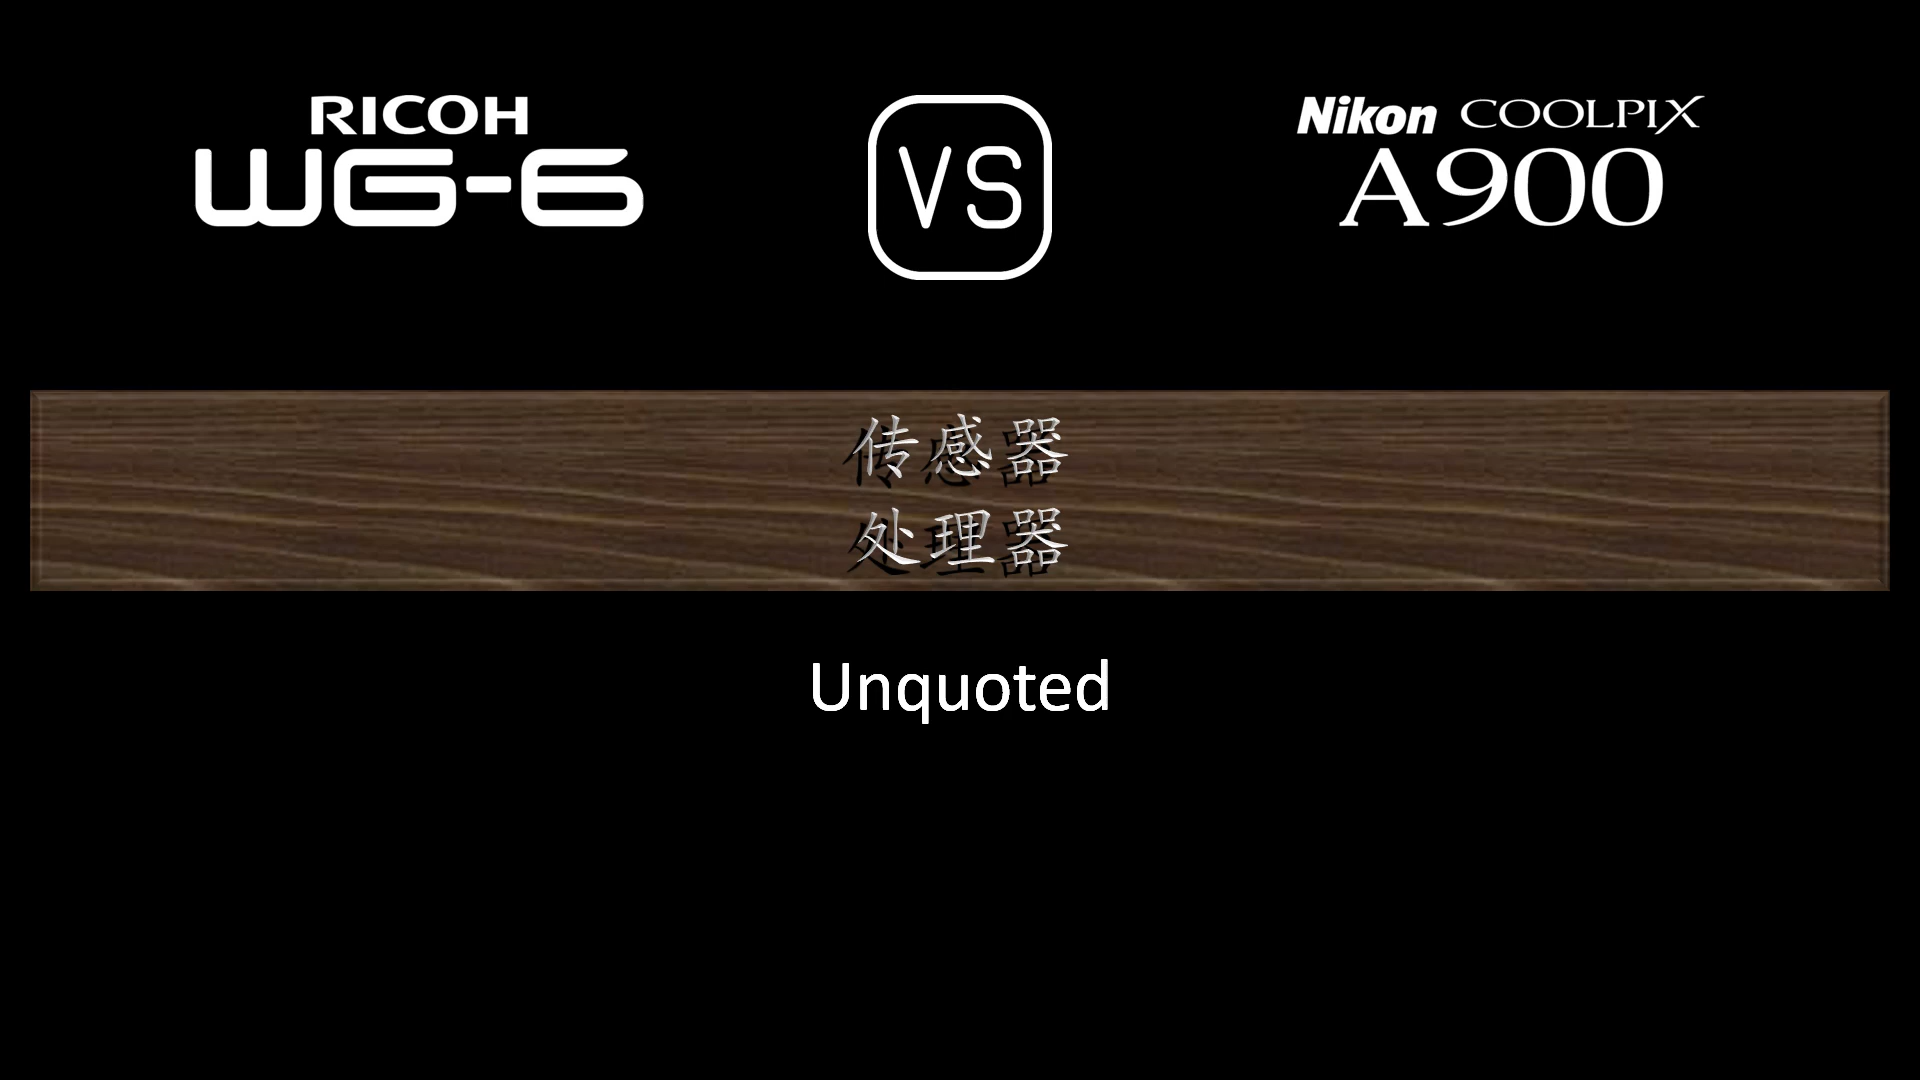 RICOH
WG-6
VS
Nikon COOLPIX
A900
传感器
处理器
Unquoted